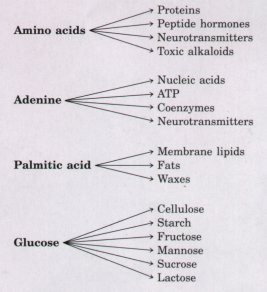 Proteins
Peptide hormones
Amino acids
Neurotransmitters
Toxic alkaloids
Nucleic acids
ATP
Adenine
Coenzymes
Neurotransmitters
Membrane lipids
Palmitic acid
Fats
Waxes
Cellulose
Starch
Fructose
Glucose
Mannose
Sucrose
Lactose